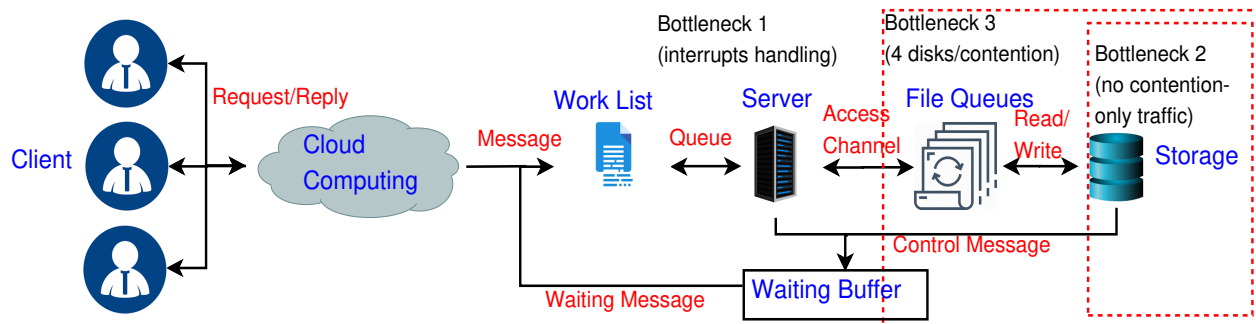 Bottleneck 1
(interrupts handling)
Bottleneck 3
(4 disks/contention)
Bottleneck 2
(no contention-
only traffic)
Request/Reply
Client
Cloud
Computing
Message
Work List
Queue
Server
Access
Channel
File Queues
Read/
Write
Storage
Control Message
Waiting Message
Waiting Buffer